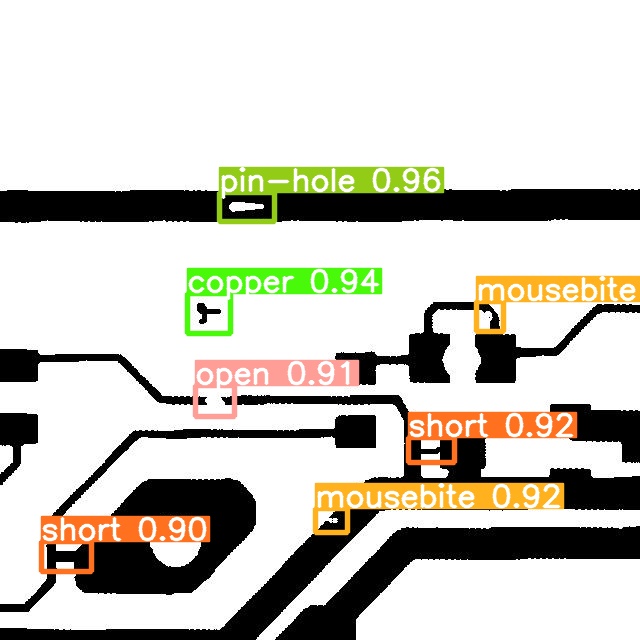 pin-hole 0.96
copper 0.94
mousebite
open 0.91
short 0.92
mousebite 0.92
short 0.90